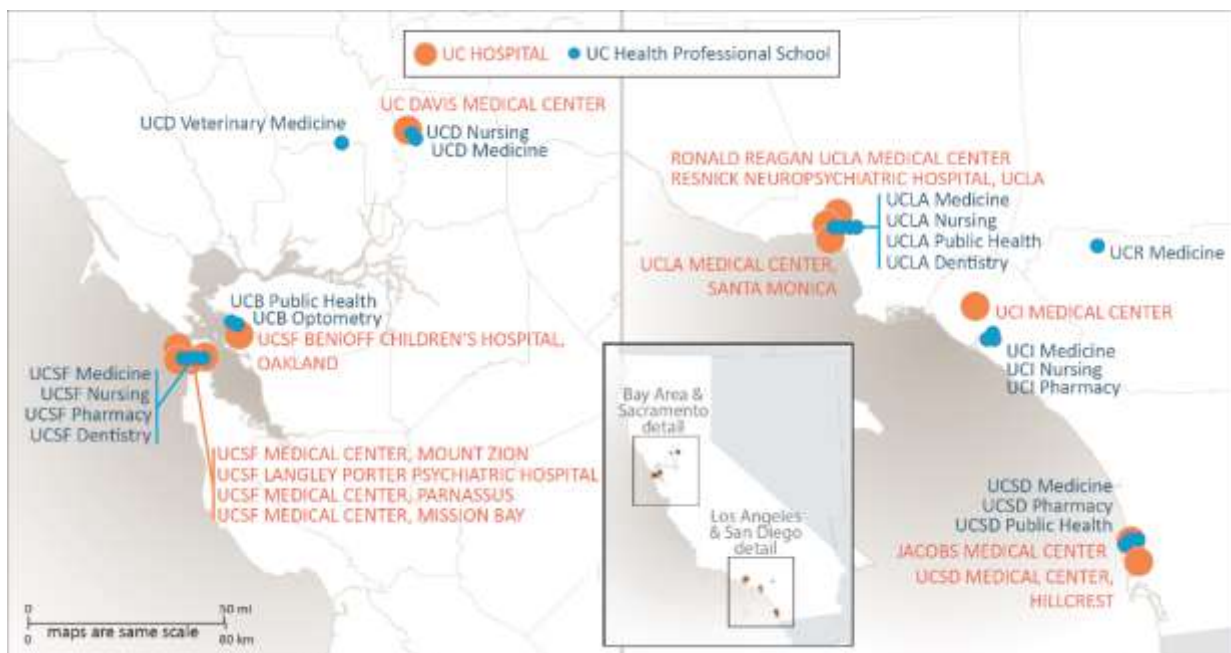 UC HOSPITAL
UC Health Professional School
UC DAVIS MEDICAL CENTER
UCD Veterinary Medicine
UCD Nursing
UCD Medicine
UCB Public Health
UCB Optometry
UCSF BENIOFF CHILDREN'S HOSPITAL,
OAKLAND
UCSF Medicine
UCSF Nursing
UCSF Pharmacy
UCSF Dentistry
UCSF MEDICAL CENTER, MOUNT ZION
UCSF LANGLEY PORTER PSYCHIATRIC HOSPITAL
UCSF MEDICAL CENTER, PARNASSUS
UCSF MEDICAL CENTER, MISSION BAY
0 50 mi
maps are same scale
0 80 km
RONALD REAGAN UCLA MEDICAL CENTER
RESNICK NEUROPSYCHIATRIC HOSPITAL, UCLA
UCLA Medicine
UCLA Nursing
UCLA Public Health
UCLA Dentistry
UCLA MEDICAL CENTER,
SANTA MONICA
UCR Medicine
UCI MEDICAL CENTER
UCI Medicine
UCI Nursing
UCI Pharmacy
Bay Area &
Sacramento
detail
Los Angeles
& San Diego
detail
UCSD Medicine
UCSD Pharmacy
UCSD Public Health
JACOBS MEDICAL CENTER
UCSD MEDICAL CENTER,
HILLCREST